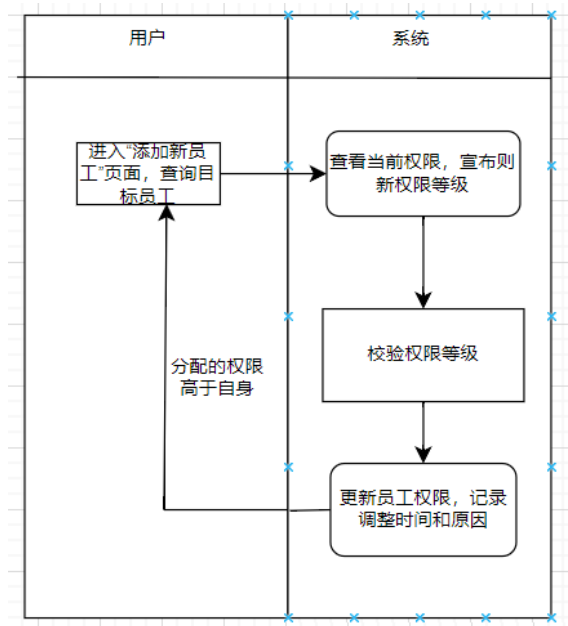 用户
系统
进入“添加新员
工”页面，查询目
标员工
查看当前权限，宣布则
新权限等级
校验权限等级
分配的权限
高于自身
更新员工权限，记录
调整时间和原因